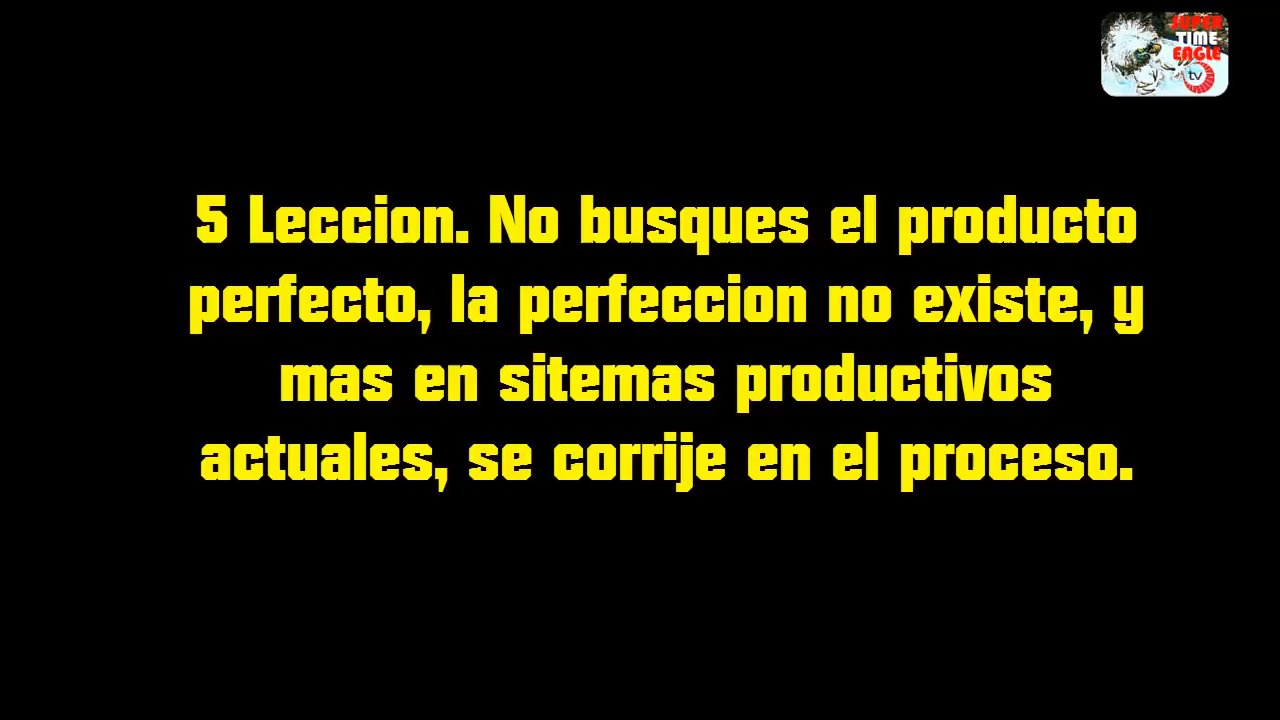 SUPER
TIME
EAGLE
tv
5 Leccion. No busques el producto
perfecto, la perfeccion no existe, y
mas en sitemas productivos
actuales, se corrije en el proceso.